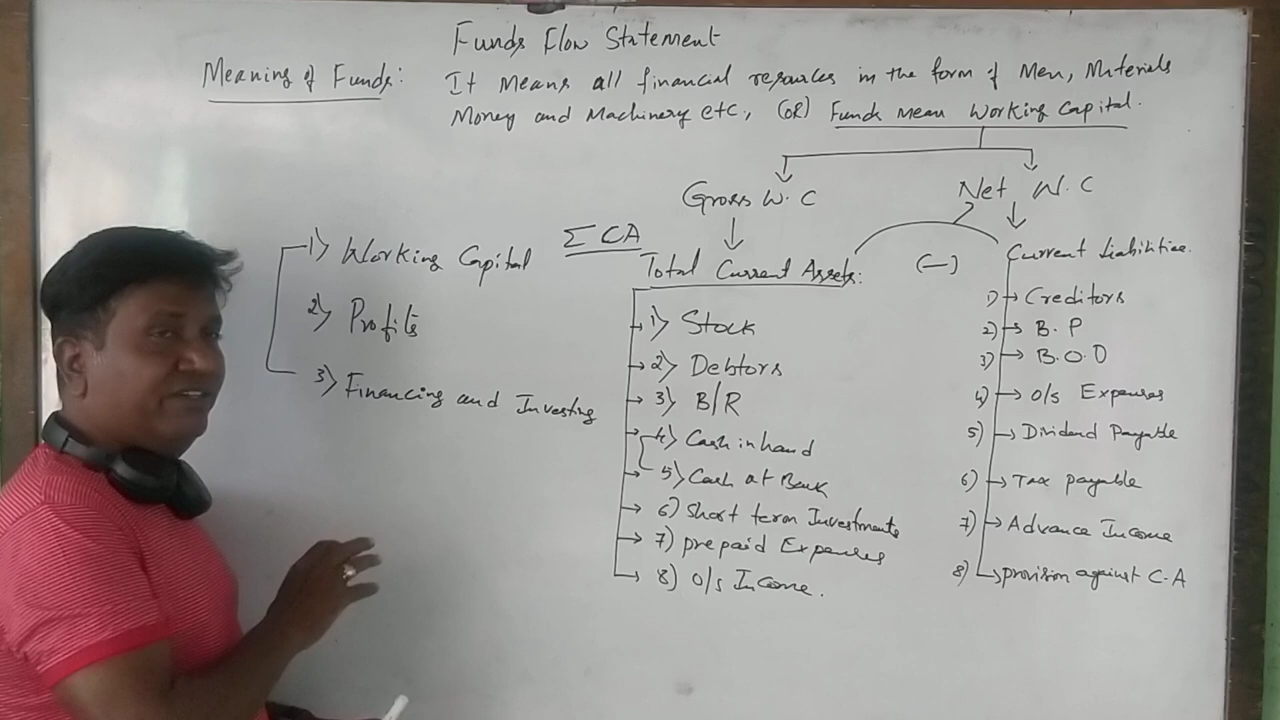 Funds Flow Statement
Meaning of Funds: It Means all financial resources in the form of Men, Materials
Money and Machinery etc, (OR) Funds mean Working Capital.
Gross W.C
Net W.C
1) Working Capital
2) Profits
3) Financing and Investing
Σ CA
Total Current Assets:
1) Stock
2) Debtors
3) B/R
4) Cash in hand
5) Cash at Bank
6) Short term Investments
7) prepaid Expenses
8) O/s Income.
(—)
Current Liabilities.
1) Creditors
2) B.P
3) B.O.D
4) O/s Expenses
5) Dividend Payable
6) Tax payable
7) Advance Income
8) provision against C.A